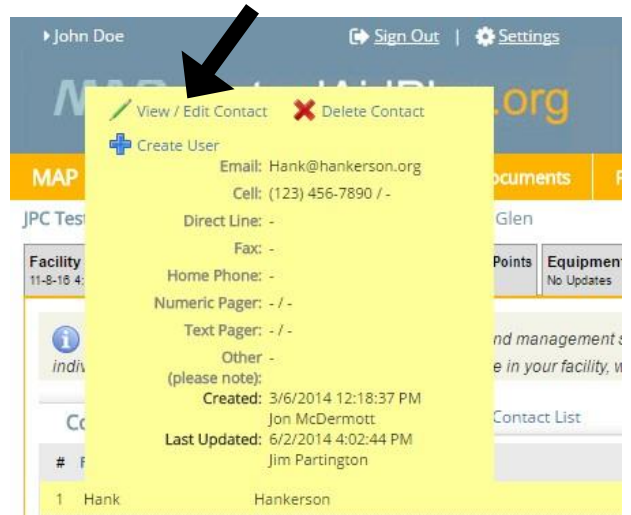 John Doe
Sign Out | Settings
.org
View / Edit Contact Delete Contact
Create User
Email: Hank@hankerson.org
MAP
Cell: (123) 456-7890 / -
JPC Test
Direct Line: -
Glen
Fax: -
Facility
Points
Equipment
11-8-16 4:
No Updates
Home Phone: -
Numeric Pager: - / -
Text Pager: - / -
nd management
Other -
(please note):
indiv
e in your facility, w
Created: 3/6/2014 12:18:37 PM
Jon McDermott
Contact List
Last Updated: 6/2/2014 4:02:44 PM
Jim Partington
#
1 Hank Hankerson